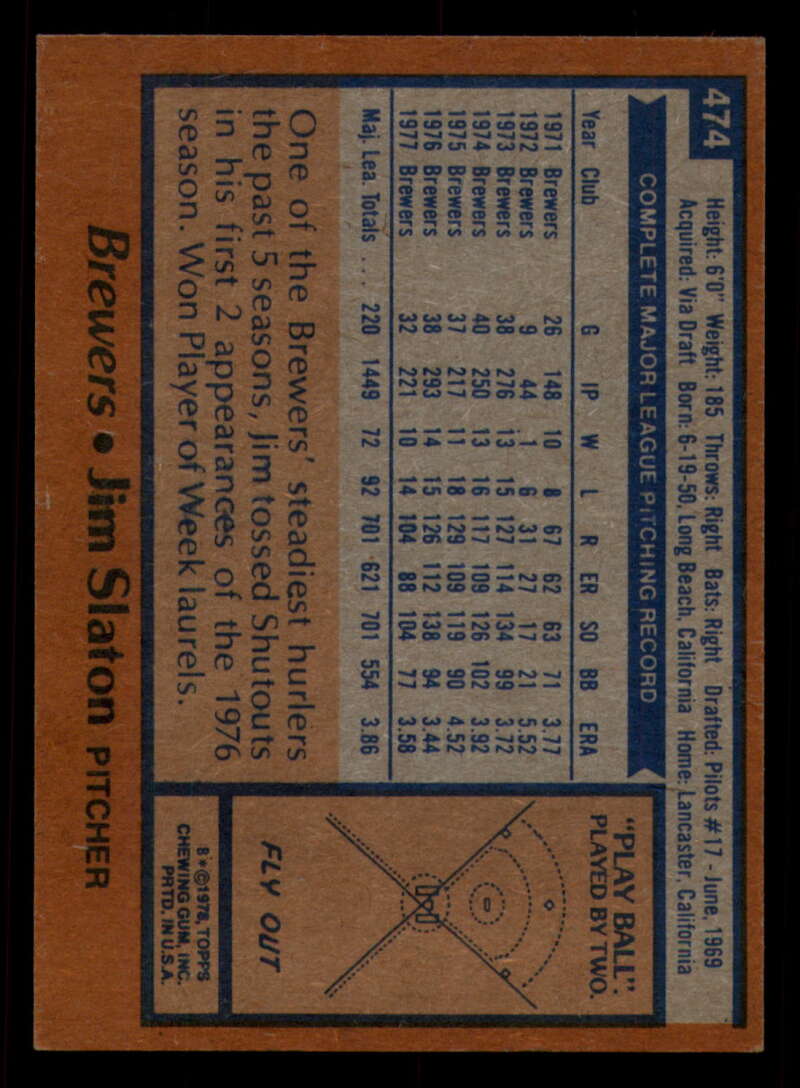 474
Height: 6'0" Weight: 185 Throws: Right Bats: Right Drafted: Pilots #17 - June, 1969
Acquired: Via Draft Born: 6-19-50, Long Beach, California Home: Lancaster, California
COMPLETE MAJOR LEAGUE PITCHING RECORD
Year Club G IP W L R ER SO BB ERA
1971 Brewers 26 148 10 8 67 62 63 71 3.77
1972 Brewers 9 44 1 6 31 27 17 21 5.52
1973 Brewers 38 276 13 15 127 114 134 99 3.72
1974 Brewers 40 250 13 16 117 109 126 102 3.92
1975 Brewers 37 217 11 18 129 109 119 90 4.52
1976 Brewers 38 293 14 15 126 112 138 94 3.44
1977 Brewers 32 221 10 14 104 88 104 77 3.58
Maj. Lea. Totals ... 220 1449 72 92 701 621 701 554 3.86
One of the Brewers' steadiest hurlers
the past 5 seasons, Jim tossed Shutouts
in his first 2 appearances of the 1976
season. Won Player of Week laurels.
"PLAY BALL":
PLAYED BY TWO.
FLY OUT
8*©1978, TOPPS
CHEWING GUM, INC.
PRTD. IN U.S.A.
Brewers • Jim Slaton PITCHER